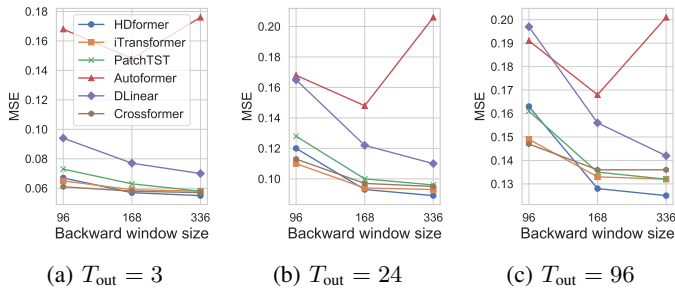 HDformer
iTransformer
PatchTST
Autoformer
DLinear
Crossformer
MSE
0.18
0.16
0.14
0.12
0.10
0.08
0.06
96 168 336
Backward window size
(a) T_out = 3
MSE
0.20
0.18
0.16
0.14
0.12
0.10
96 168 336
Backward window size
(b) T_out = 24
MSE
0.20
0.19
0.18
0.17
0.16
0.15
0.14
0.13
96 168 336
Backward window size
(c) T_out = 96